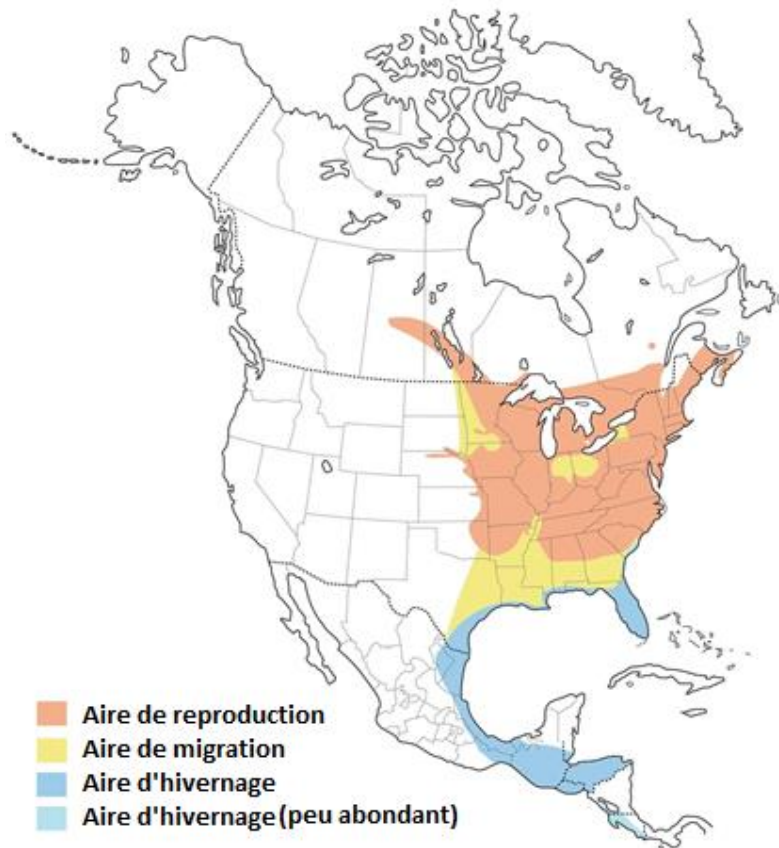 Aire de reproduction
Aire de migration
Aire d'hivernage
Aire d'hivernage (peu abondant)